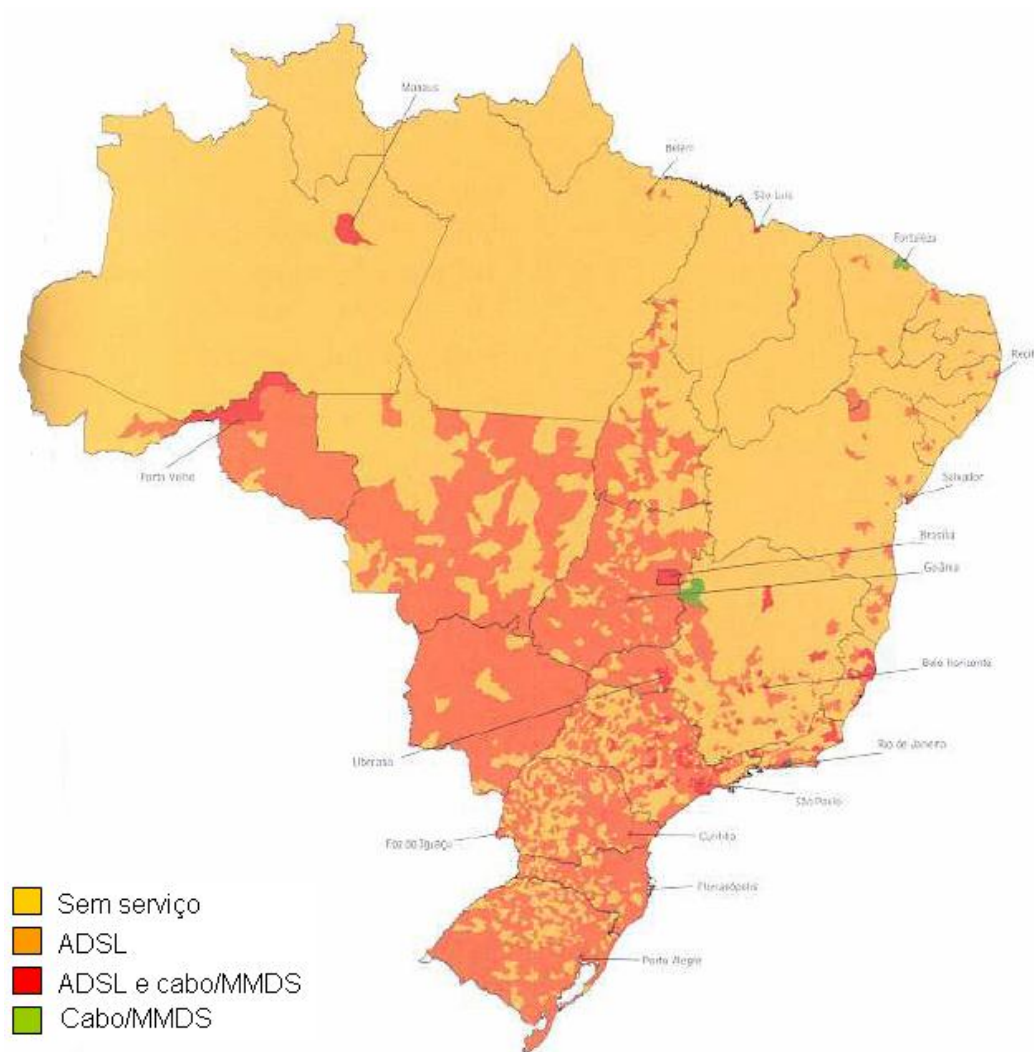 Manaus
Belém
São Luís
Fortaleza
Recif
Porto Velho
Salvador
Brasília
Goiânia
Belo Horizonte
Rio de Janeiro
Uberaba
São Paulo
Foz do Iguaçu
Curitiba
Florianópolis
Porto Alegre
Sem serviço
ADSL
ADSL e cabo/MMDS
Cabo/MMDS